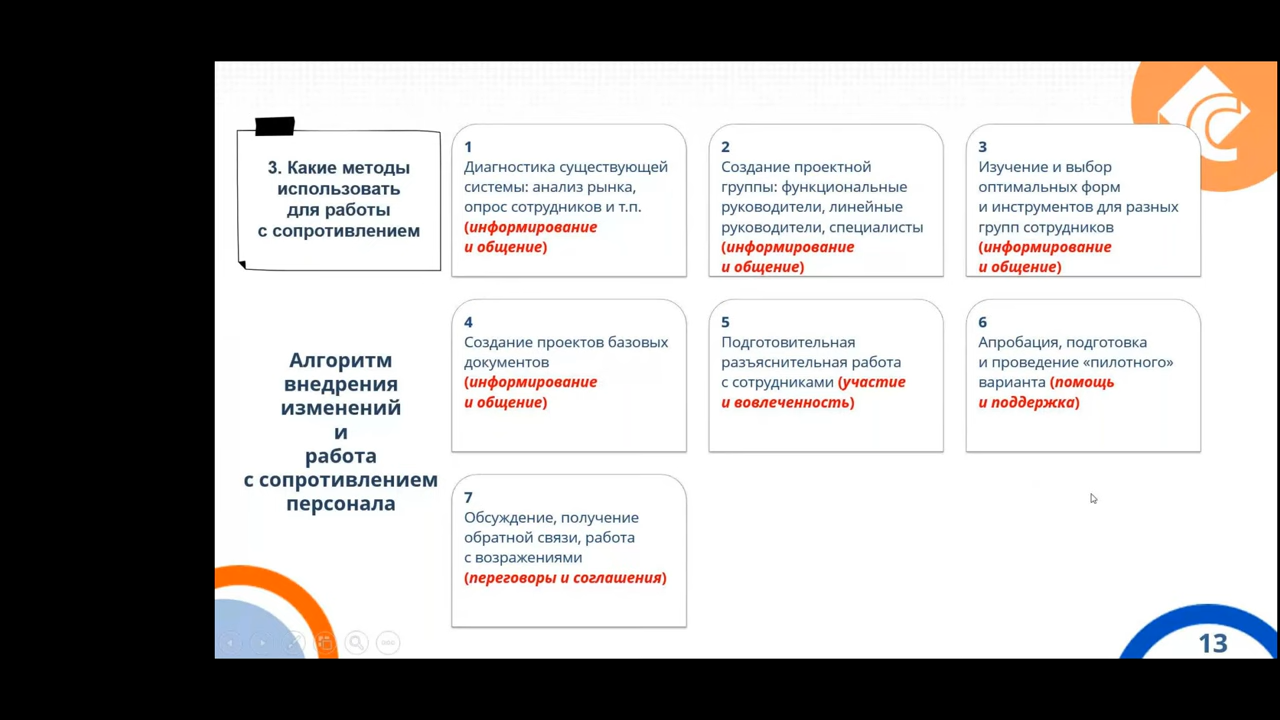 3. Какие методы
использовать
для работы
с сопротивлением
Алгоритм
внедрения
изменений
и
работа
с сопротивлением
персонала
1
Диагностика существующей
системы: анализ рынка,
опрос сотрудников и т.п.
(информирование
и общение)
2
Создание проектной
группы: функциональные
руководители, линейные
руководители, специалисты
(информирование
и общение)
3
Изучение и выбор
оптимальных форм
и инструментов для разных
групп сотрудников
(информирование
и общение)
4
Создание проектов базовых
документов
(информирование
и общение)
5
Подготовительная
разъяснительная работа
с сотрудниками (участие
и вовлеченность)
6
Апробация, подготовка
и проведение «пилотного»
варианта (помощь
и поддержка)
7
Обсуждение, получение
обратной связи, работа
с возражениями
(переговоры и соглашения)
13